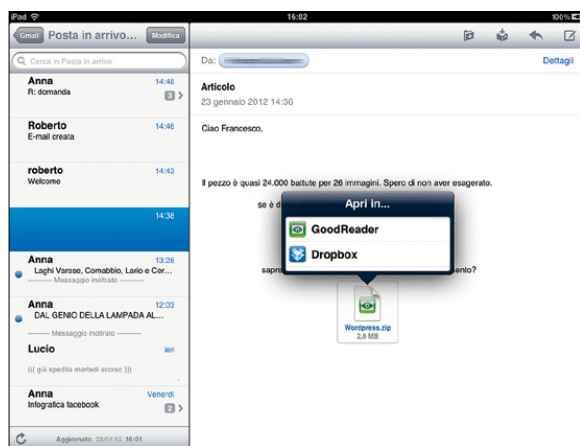 iPad
16:02
100%
Gmail
Posta in arrivo...
Modifica
Cerca in Posta in arrivo
Anna 14:46
R: domanda
3
Roberto 14:46
E-mail creata
roberto 14:43
Welcome
14:38
Anna 13:28
Laghi Varese, Comabbio, Lario e Cer...
---------- Messaggio inoltrato ----------
Anna 12:03
DAL GENIO DELLA LAMPADA AL...
---------- Messaggio inoltrato ----------
Lucio ieri
((( già spedita martedì scorso )))
Anna Venerdì
Infografica facebook
2
Aggiornato 23/01/12 16:01
Da:
Dettagli
Articolo
23 gennaio 2012 14:36
Ciao Francesco,
Il pezzo è quasi 24.000 battute per 26 immagini. Spero di non aver esagerato.
se è d
Apri in...
GoodReader
Dropbox
sapro
ento?
Wordpress.zip
2,8 MB